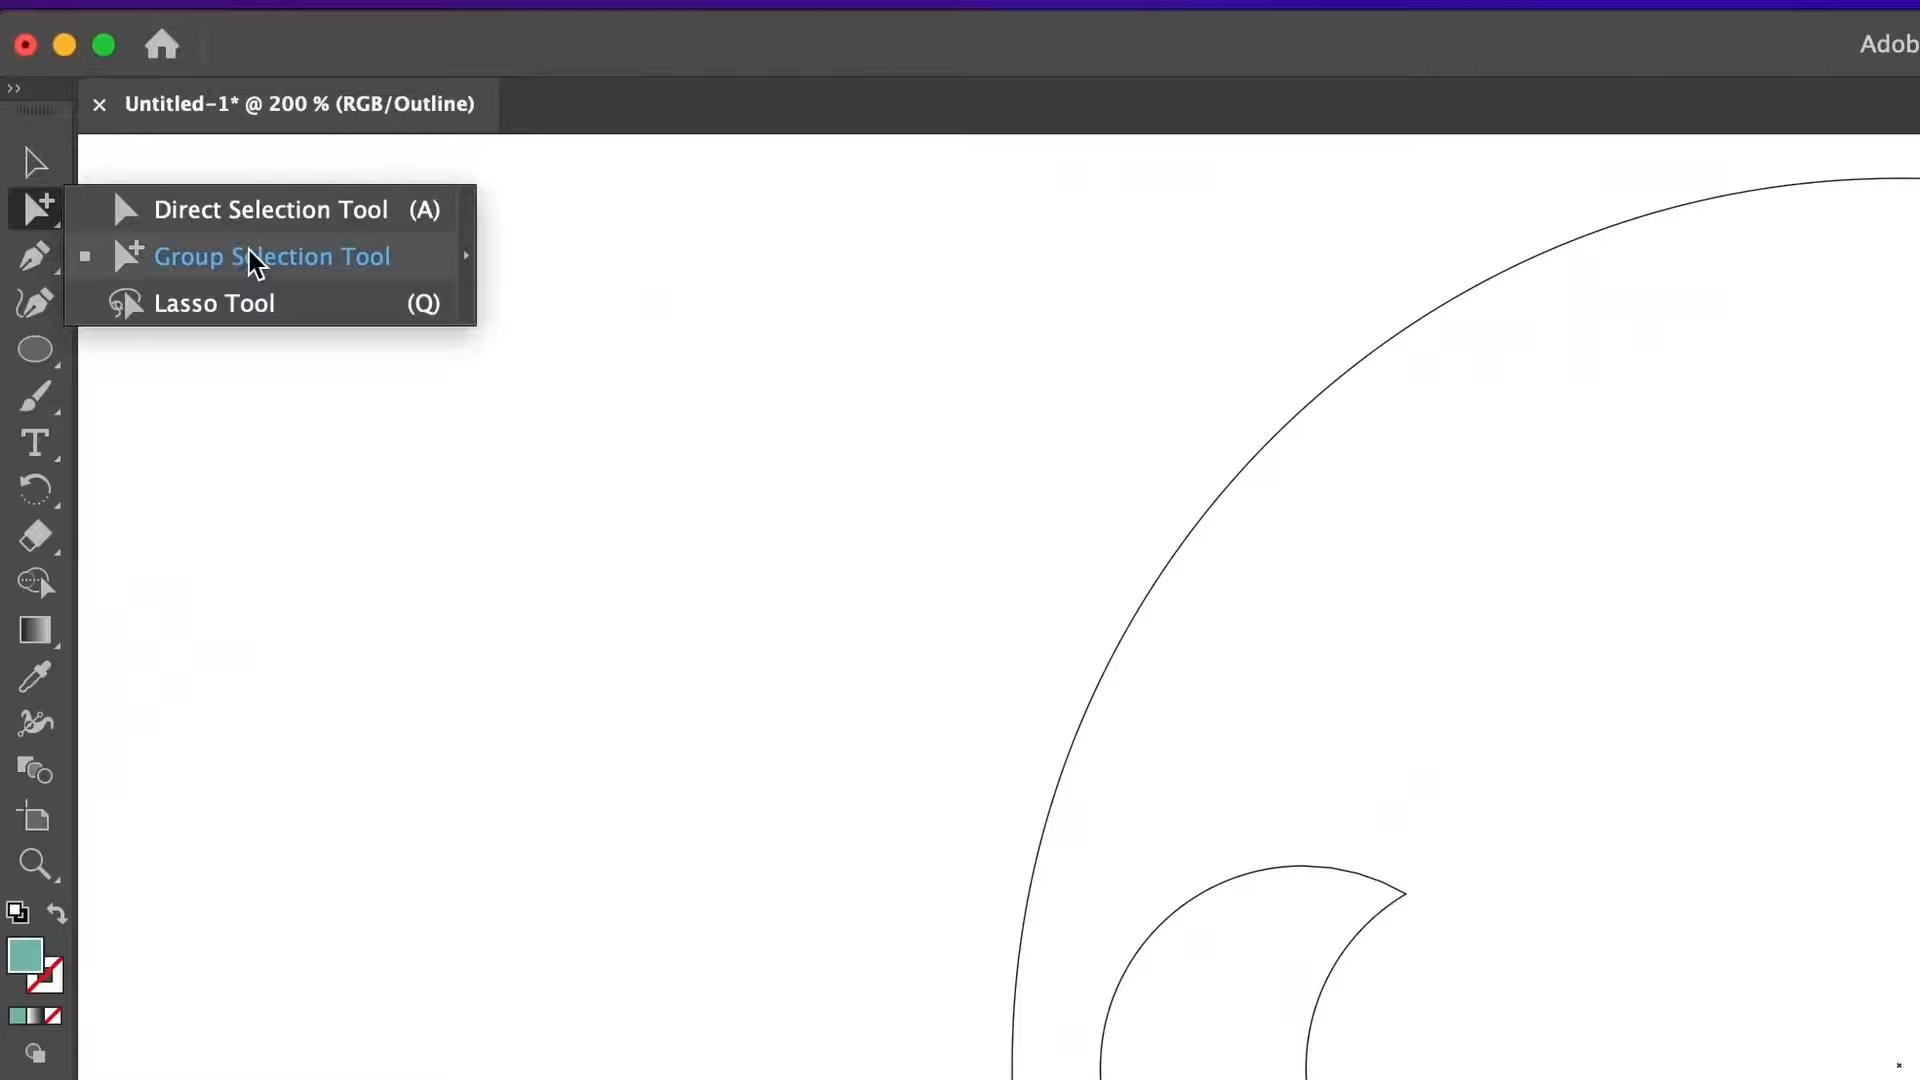 Adob
Untitled-1* @ 200 % (RGB/Outline)
Direct Selection Tool (A)
Group Selection Tool
Lasso Tool (Q)